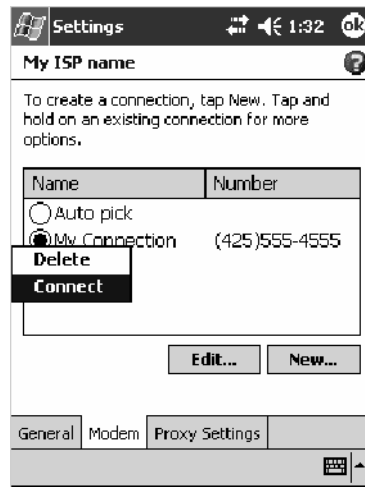 Settings 1:32 ok
My ISP name ?
To create a connection, tap New. Tap and
hold on an existing connection for more
options.
Name Number
Auto pick
My Connection (425)555-4555
Delete
Connect
Edit... New...
General Modem Proxy Settings